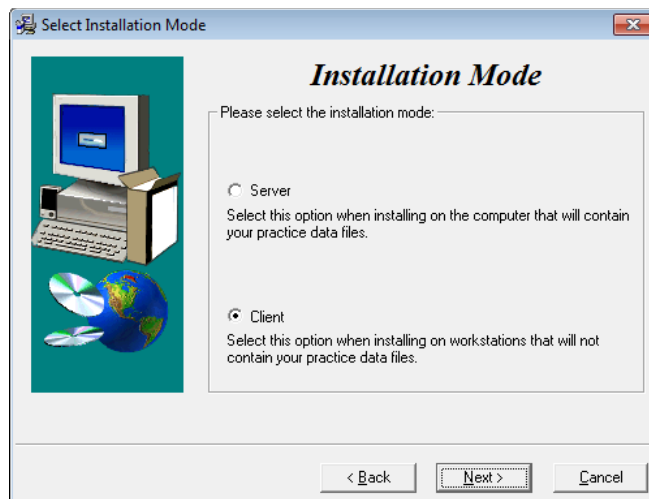 Select Installation Mode
Installation Mode
Please select the installation mode:
Server
Select this option when installing on the computer that will contain
your practice data files.
Client
Select this option when installing on workstations that will not
contain your practice data files.
< Back
Next >
Cancel